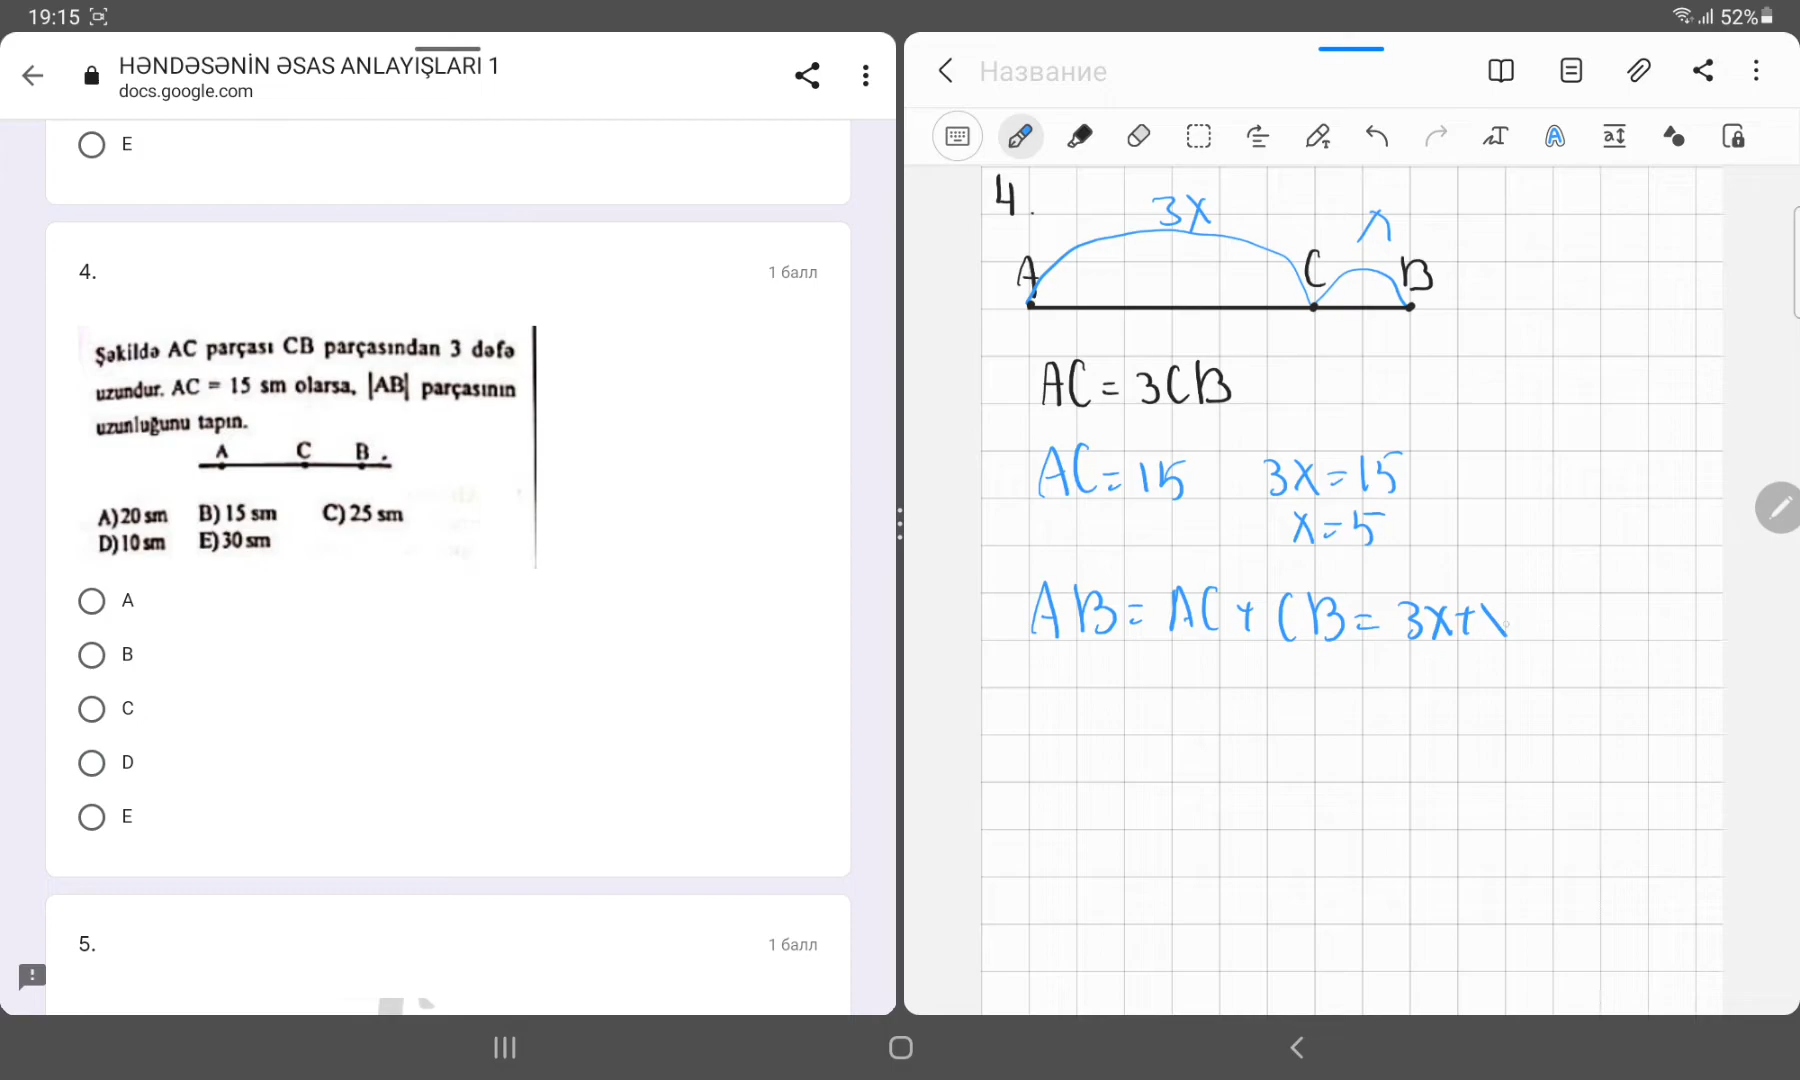 19:15
52%
HƏNDƏSƏNİN ƏSAS ANLAYIŞLARI 1
docs.google.com
E
4.
1 балл
Şəkildə AC parçası CB parçasından 3 dəfə
uzundur. AC = 15 sm olarsa, |AB| parçasının
uzunluğunu tapın.
A C B .
A) 20 sm B) 15 sm C) 25 sm
D) 10 sm E) 30 sm
A
B
C
D
E
5.
1 балл
Название
4.
3x x
A C B
AC = 3CB
AC = 15 3x = 15
x = 5
AB = AC + CB = 3x +